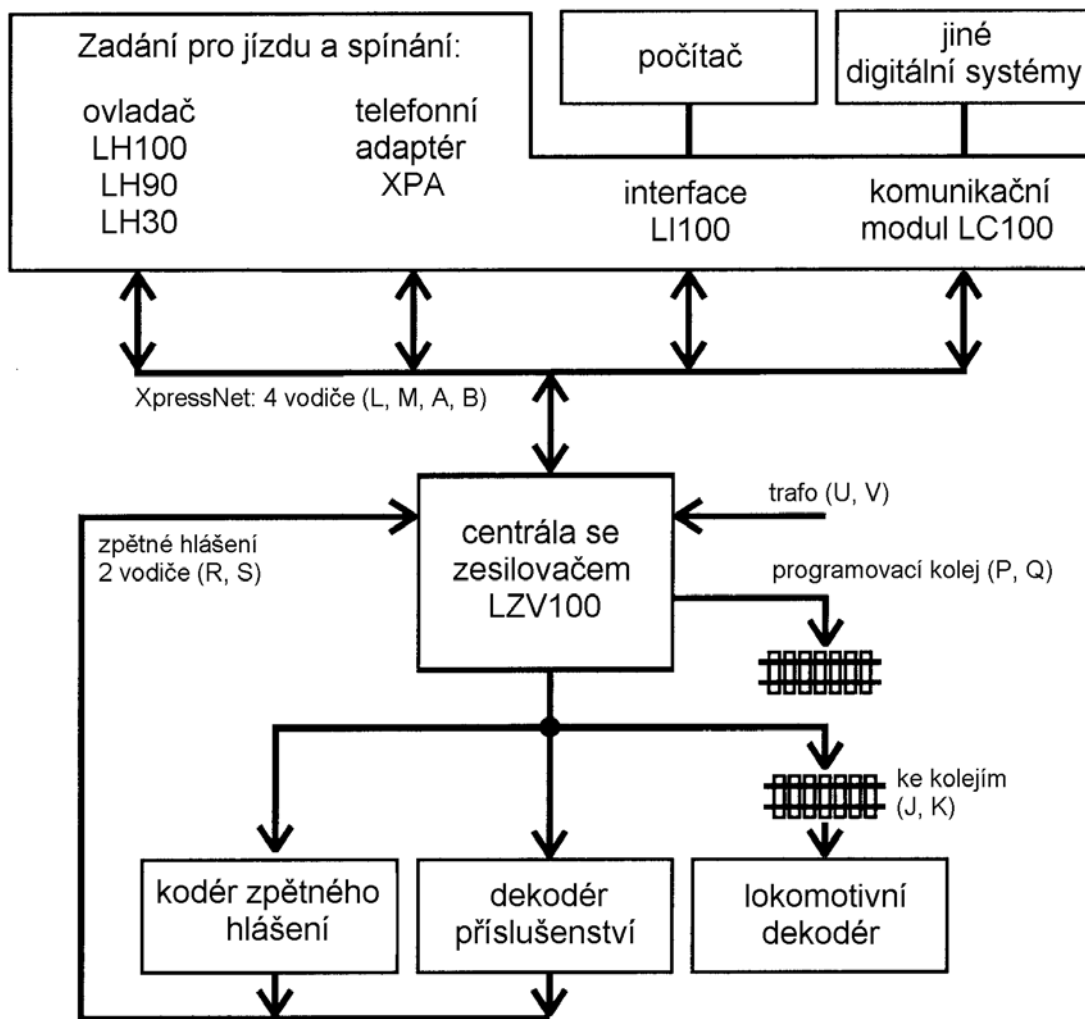 Zadání pro jízdu a spínání:
ovladač
LH100
LH90
LH30
telefonní
adaptér
XPA
počítač
jiné
digitální systémy
interface
LI100
komunikační
modul LC100
XpressNet: 4 vodiče (L, M, A, B)
zpětné hlášení
2 vodiče (R, S)
centrála se
zesilovačem
LZV100
trafo (U, V)
programovací kolej (P, Q)
ke kolejím
(J, K)
kodér zpětného
hlášení
dekodér
příslušenství
lokomotivní
dekodér